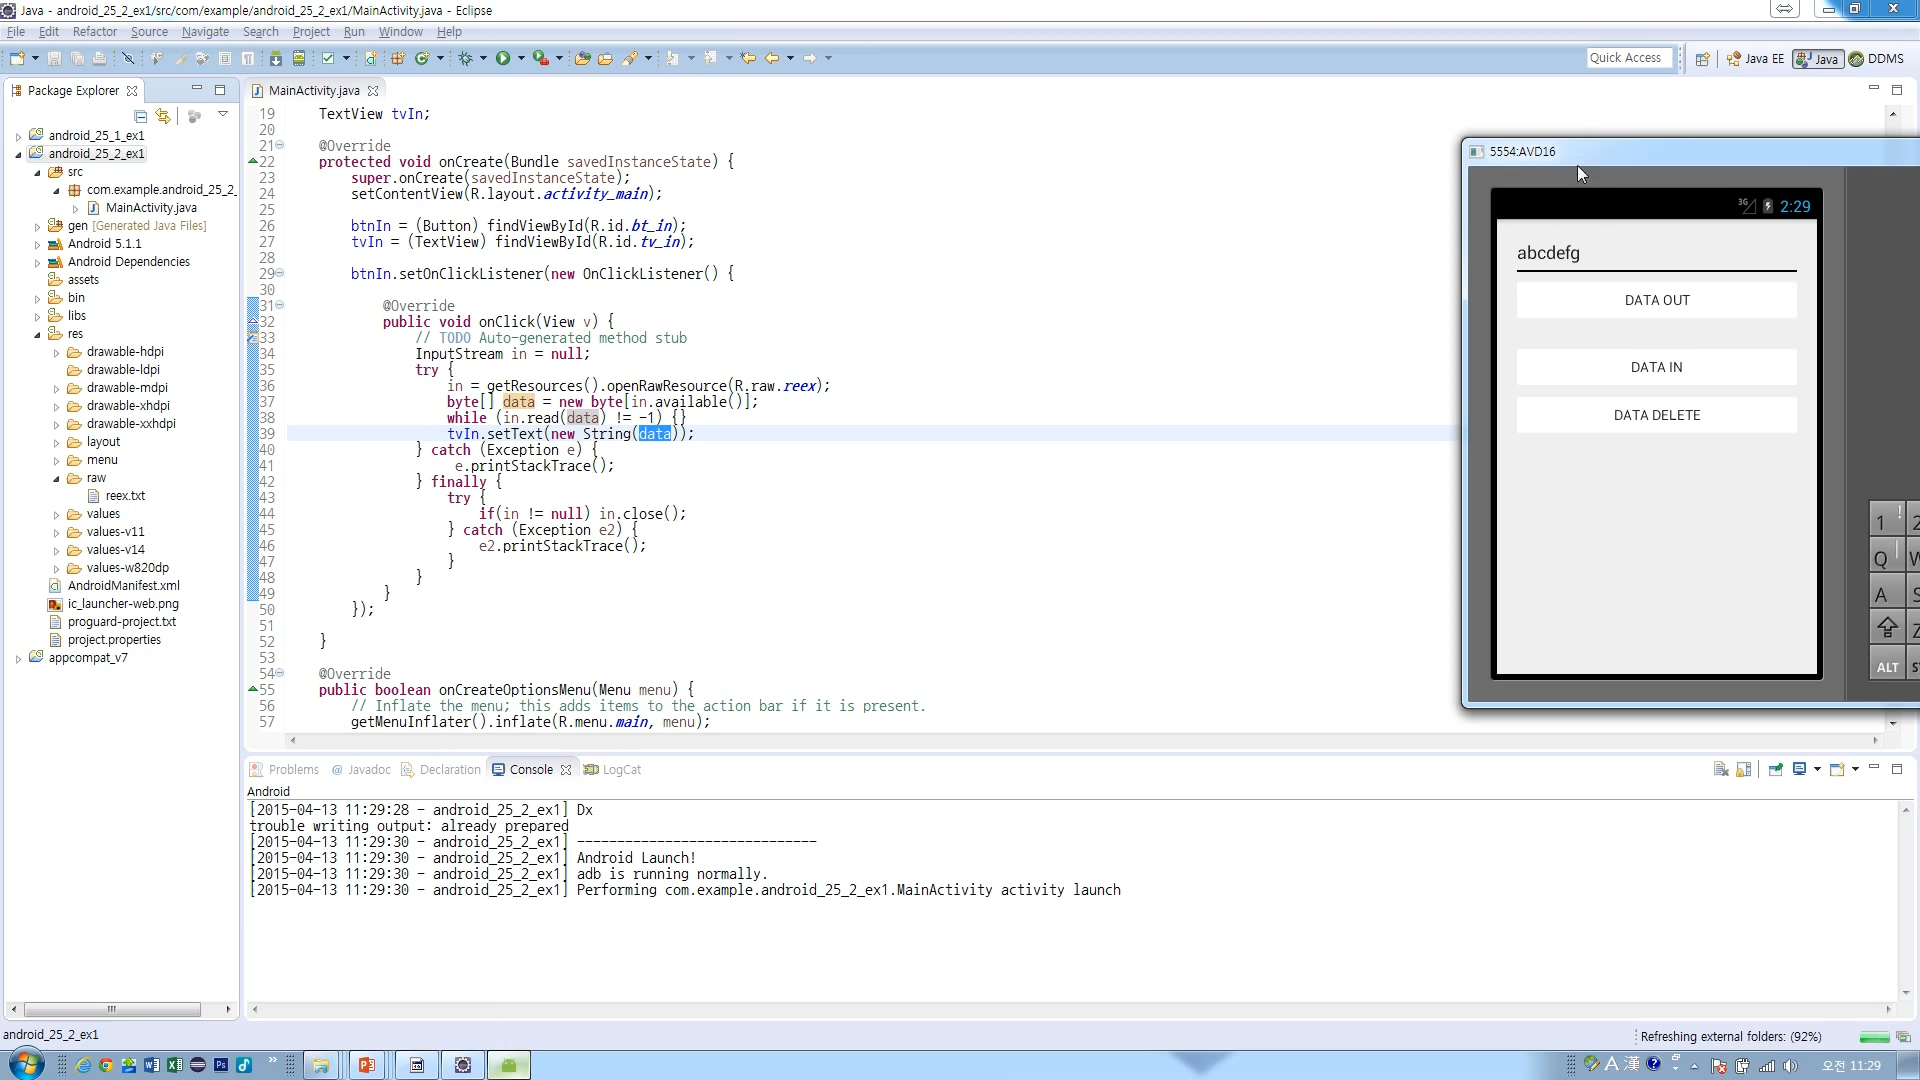 Java - android_25_2_ex1/src/com/example/android_25_2_ex1/MainActivity.java - Eclipse
File Edit Refactor Source Navigate Search Project Run Window Help
Quick Access Java EE Java DDMS
Package Explorer
android_25_1_ex1
android_25_2_ex1
src
com.example.android_25_2_
MainActivity.java
gen [Generated Java Files]
Android 5.1.1
Android Dependencies
assets
bin
libs
res
drawable-hdpi
drawable-ldpi
drawable-mdpi
drawable-xhdpi
drawable-xxhdpi
layout
menu
raw
reex.txt
values
values-v11
values-v14
values-w820dp
AndroidManifest.xml
ic_launcher-web.png
proguard-project.txt
project.properties
appcompat_v7
MainActivity.java
19 TextView tvIn;
20
21 @Override
22 protected void onCreate(Bundle savedInstanceState) {
23 super.onCreate(savedInstanceState);
24 setContentView(R.layout.activity_main);
25
26 btnIn = (Button) findViewById(R.id.bt_in);
27 tvIn = (TextView) findViewById(R.id.tv_in);
28
29 btnIn.setOnClickListener(new OnClickListener() {
30
31 @Override
32 public void onClick(View v) {
33 // TODO Auto-generated method stub
34 InputStream in = null;
35 try {
36 in = getResources().openRawResource(R.raw.reex);
37 byte[] data = new byte[in.available()];
38 while (in.read(data) != -1) {}
39 tvIn.setText(new String(data));
40 } catch (Exception e) {
41 e.printStackTrace();
42 } finally {
43 try {
44 if(in != null) in.close();
45 } catch (Exception e2) {
46 e2.printStackTrace();
47 }
48 }
49 }
50 });
51
52 }
53
54 @Override
55 public boolean onCreateOptionsMenu(Menu menu) {
56 // Inflate the menu; this adds items to the action bar if it is present.
57 getMenuInflater().inflate(R.menu.main, menu);
5554:AVD16
3G 2:29
abcdefg
DATA OUT
DATA IN
DATA DELETE
1 ! 2
Q W
A S
Z
ALT
Problems @ Javadoc Declaration Console LogCat
Android
[2015-04-13 11:29:28 - android_25_2_ex1] Dx
trouble writing output: already prepared
[2015-04-13 11:29:30 - android_25_2_ex1] ------------------------------
[2015-04-13 11:29:30 - android_25_2_ex1] Android Launch!
[2015-04-13 11:29:30 - android_25_2_ex1] adb is running normally.
[2015-04-13 11:29:30 - android_25_2_ex1] Performing com.example.android_25_2_ex1.MainActivity activity launch
android_25_2_ex1
Refreshing external folders: (92%)
A 漢 오전 11:29